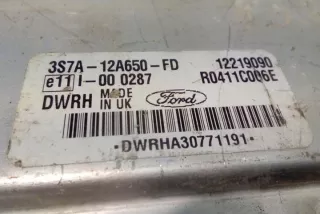 3S7A-12A650-FD 12219090
e11 I-00 0287 R0411C006E
DWRH MADE IN UK Ford
·DWRHA30771191·